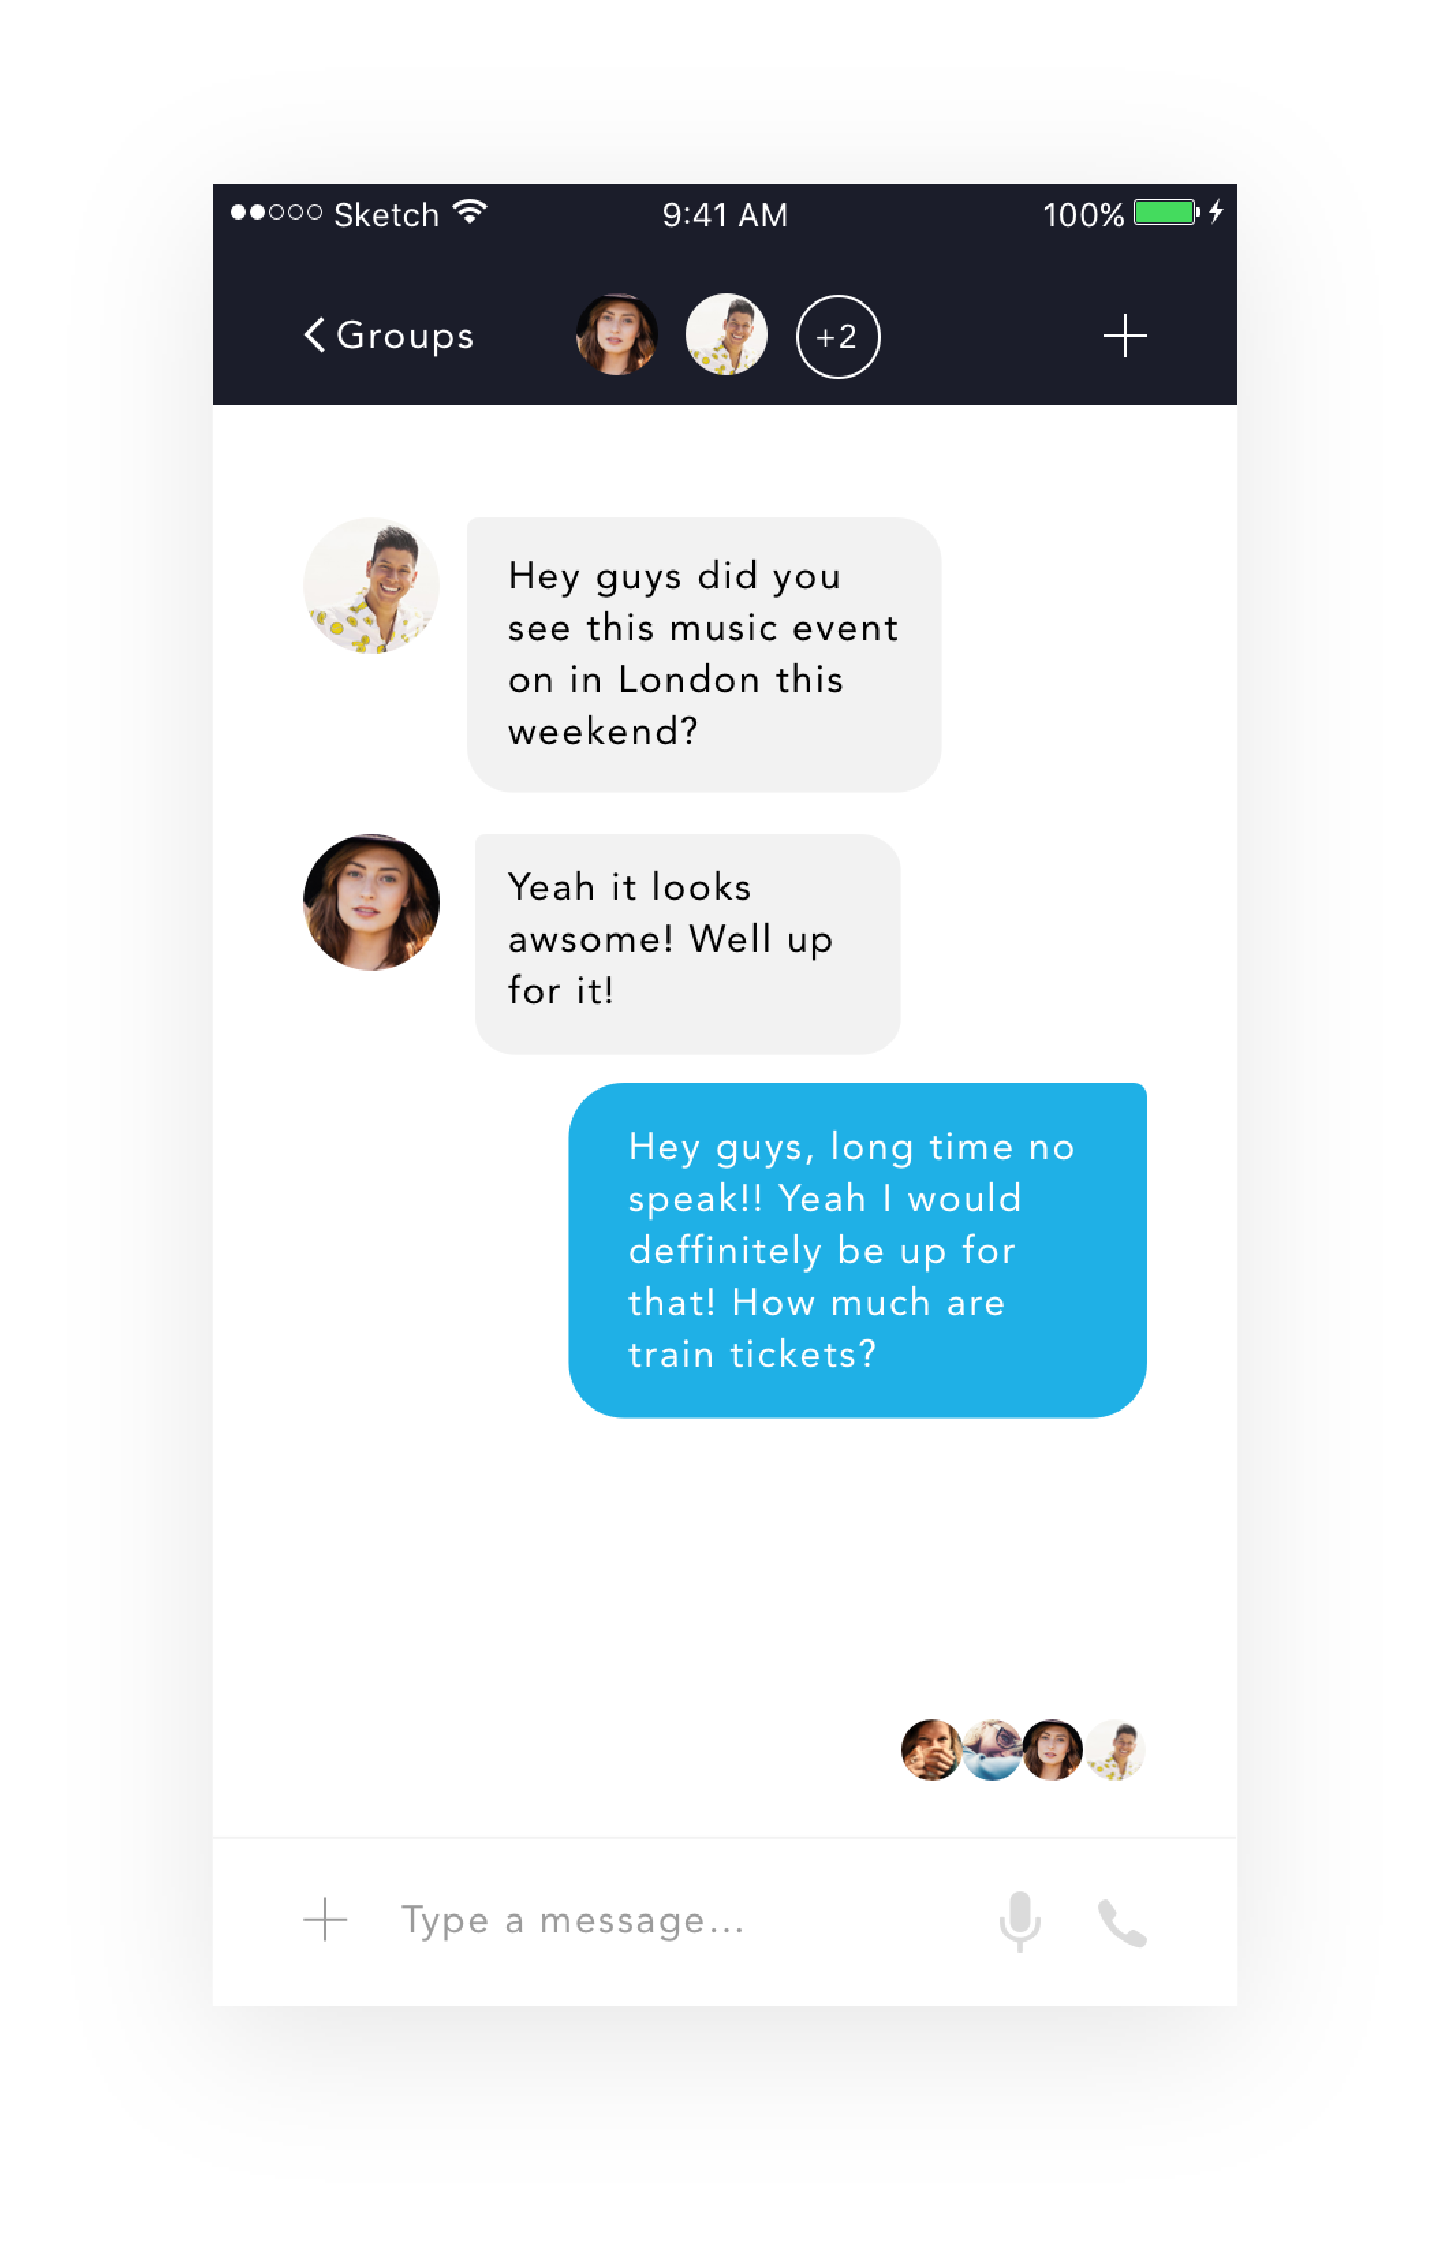 Sketch 9:41 AM 100%
Groups +2
Hey guys did you
see this music event
on in London this
weekend?
Yeah it looks
awsome! Well up
for it!
Hey guys, long time no
speak!! Yeah I would
deffinitely be up for
that! How much are
train tickets?
Type a message...